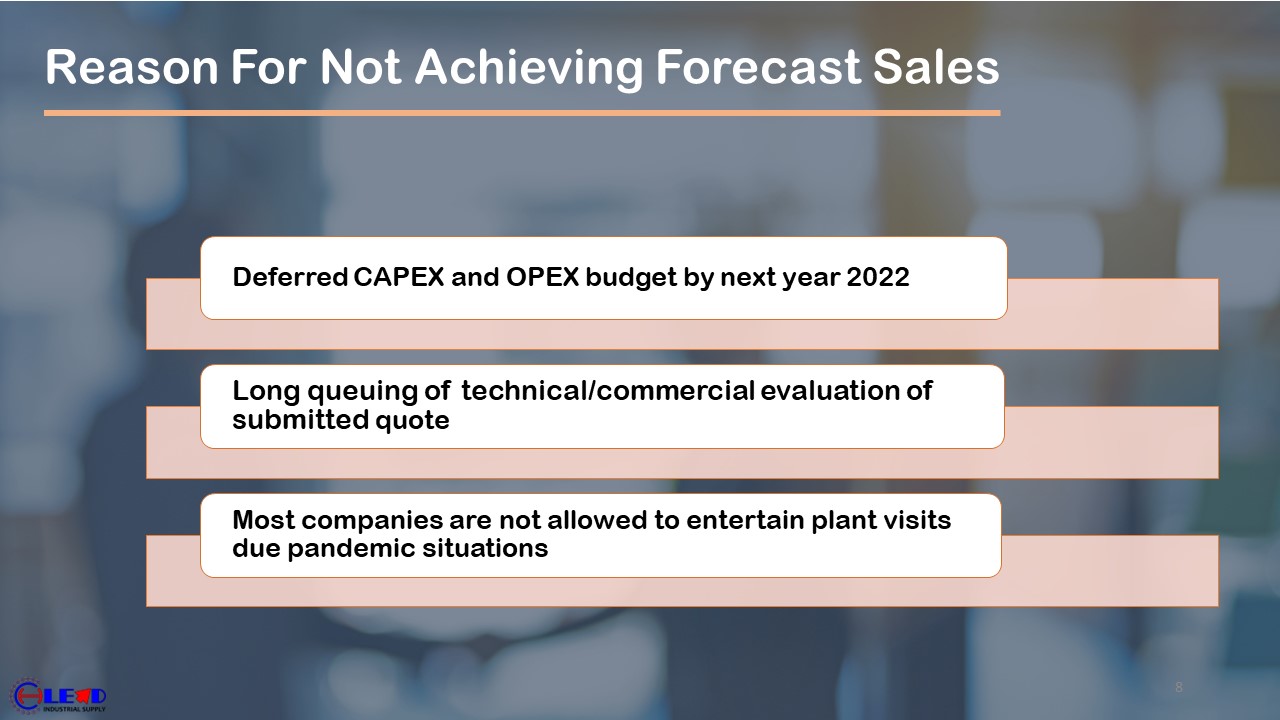 Reason For Not Achieving Forecast Sales
Deferred CAPEX and OPEX budget by next year 2022
Long queuing of technical/commercial evaluation of
submitted quote
Most companies are not allowed to entertain plant visits
due pandemic situations
LEAD
INDUSTRIAL SUPPLY
8